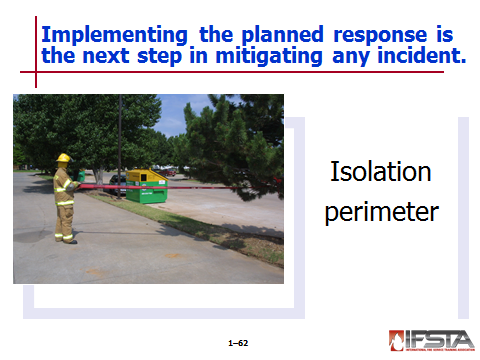 Implementing the planned response is
the next step in mitigating any incident.
Isolation
perimeter
1–62
IFSTA
INTERNATIONAL FIRE SERVICE TRAINING ASSOCIATION